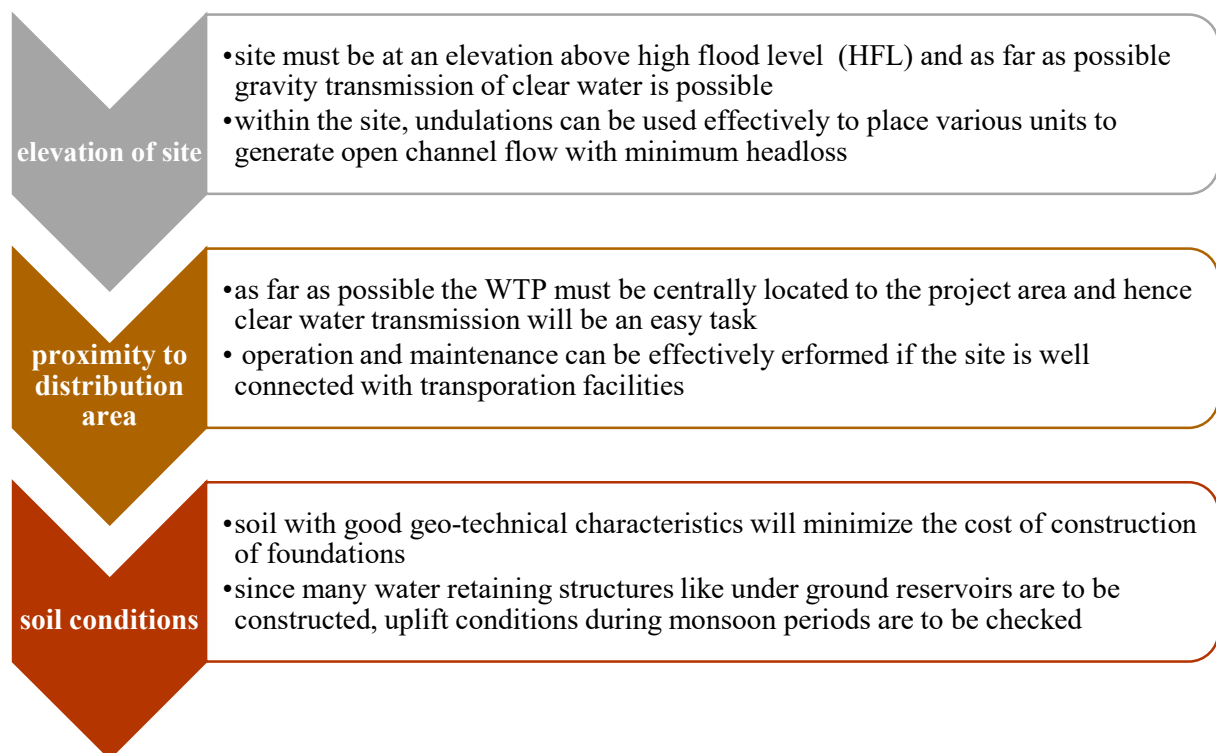 elevation of site
•site must be at an elevation above high flood level (HFL) and as far as possible
gravity transmission of clear water is possible
•within the site, undulations can be used effectively to place various units to
generate open channel flow with minimum headloss
proximity to
distribution
area
•as far as possible the WTP must be centrally located to the project area and hence
clear water transmission will be an easy task
• operation and maintenance can be effectively erformed if the site is well
connected with transporation facilities
soil conditions
•soil with good geo-technical characteristics will minimize the cost of construction
of foundations
•since many water retaining structures like under ground reservoirs are to be
constructed, uplift conditions during monsoon periods are to be checked